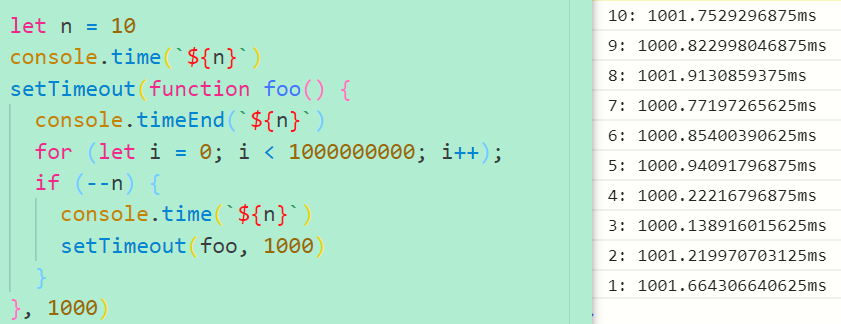 let n = 10
console.time(`${n}`)
setTimeout(function foo() {
  console.timeEnd(`${n}`)
  for (let i = 0; i < 1000000000; i++);
  if (--n) {
    console.time(`${n}`)
    setTimeout(foo, 1000)
  }
}, 1000)
10: 1001.7529296875ms
9: 1000.822998046875ms
8: 1001.9130859375ms
7: 1000.77197265625ms
6: 1000.85400390625ms
5: 1000.94091796875ms
4: 1000.22216796875ms
3: 1000.138916015625ms
2: 1001.219970703125ms
1: 1001.664306640625ms